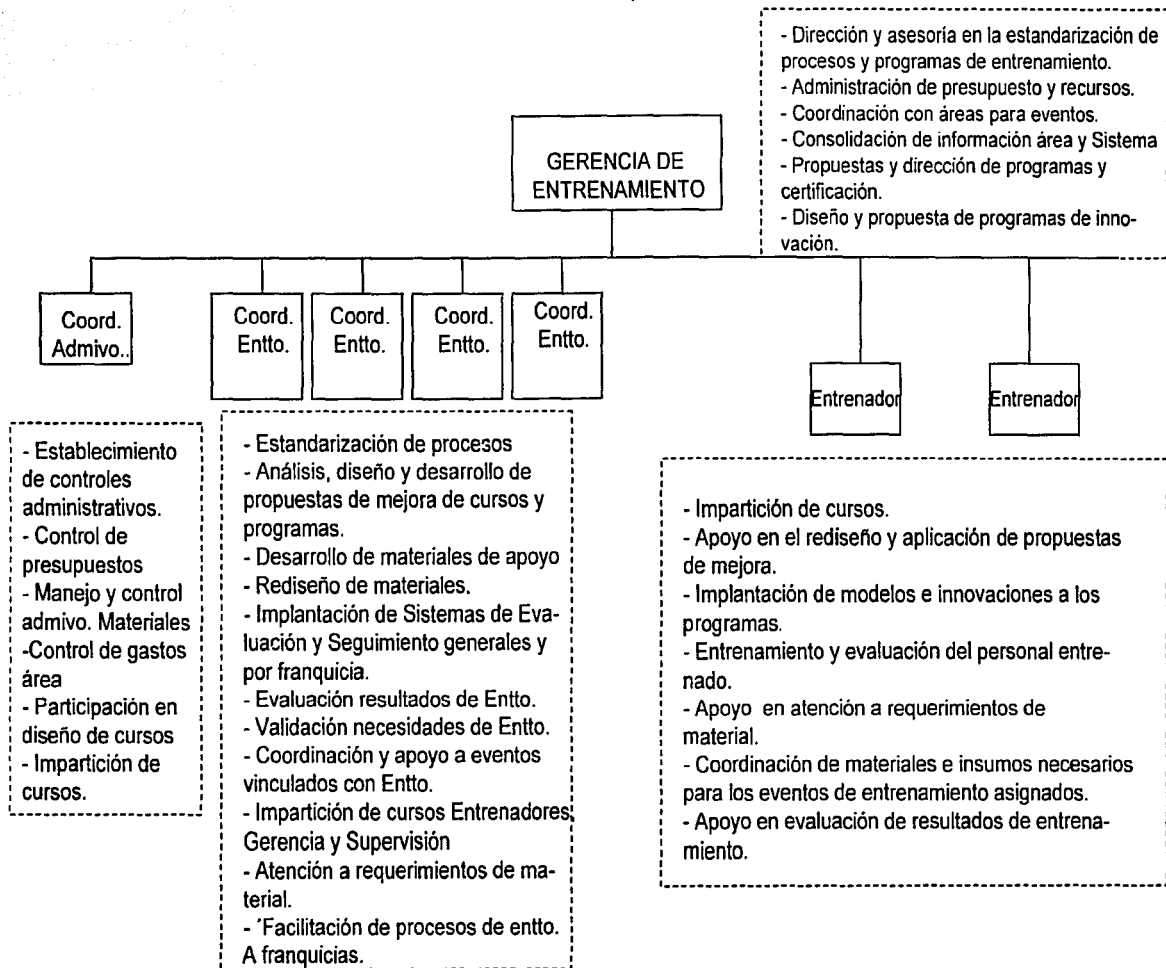 - Dirección y asesoría en la estandarización de
procesos y programas de entrenamiento.
- Administración de presupuesto y recursos.
- Coordinación con áreas para eventos.
- Consolidación de información área y Sistema
- Propuestas y dirección de programas y
certificación.
- Diseño y propuesta de programas de inno-
vación.
GERENCIA DE
ENTRENAMIENTO
Coord.
Admivo..
Coord.
Entto.
Coord.
Entto.
Coord.
Entto.
Coord.
Entto.
Entrenador
Entrenador
- Establecimiento
de controles
administrativos.
- Control de
presupuestos
- Manejo y control
admivo. Materiales
-Control de gastos
área
- Participación en
diseño de cursos
- Impartición de
cursos.
- Estandarización de procesos
- Análisis, diseño y desarrollo de
propuestas de mejora de cursos y
programas.
- Desarrollo de materiales de apoyo
- Rediseño de materiales.
- Implantación de Sistemas de Eva-
luación y Seguimiento generales y
por franquicia.
- Evaluación resultados de Entto.
- Validación necesidades de Entto.
- Coordinación y apoyo a eventos
vinculados con Entto.
- Impartición de cursos Entrenadores,
Gerencia y Supervisión
- Atención a requerimientos de ma-
terial.
- ´Facilitación de procesos de entto.
A franquicias.
- Impartición de cursos.
- Apoyo en el rediseño y aplicación de propuestas
de mejora.
- Implantación de modelos e innovaciones a los
programas.
- Entrenamiento y evaluación del personal entre-
nado.
- Apoyo en atención a requerimientos de
material.
- Coordinación de materiales e insumos necesarios
para los eventos de entrenamiento asignados.
- Apoyo en evaluación de resultados de entrena-
miento.